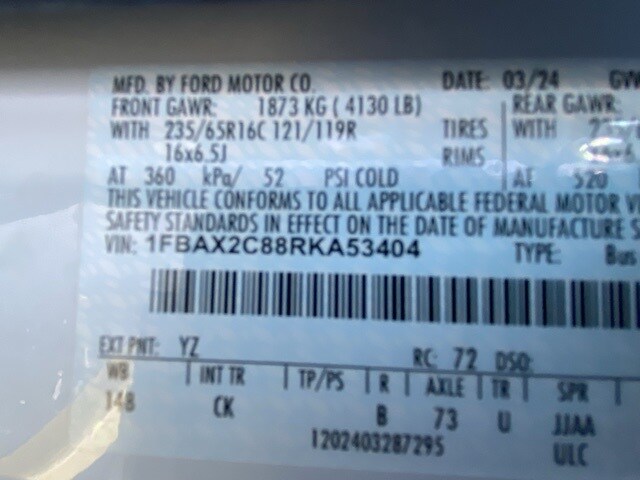 MFD. BY FORD MOTOR CO. DATE: 03/24 GVW
FRONT GAWR: 1873 KG ( 4130 LB) REAR GAWR:
WITH 235/65R16C 121/119R TIRES WITH
16x6.5J RIMS
AT 360 kPa/ 52 PSI COLD AT 520
THIS VEHICLE CONFORMS TO ALL APPLICABLE FEDERAL MOTOR V
SAFETY STANDARDS IN EFFECT ON THE DATE OF MANUFACTURE S
VIN: 1FBAX2C88RKA53404 TYPE: Bus
EXT PNT: YZ RC: 72 DSO:
WB INT TR TP/PS R AXLE TR SPR
148 CK B 73 U JJAA
1202403287295 ULC